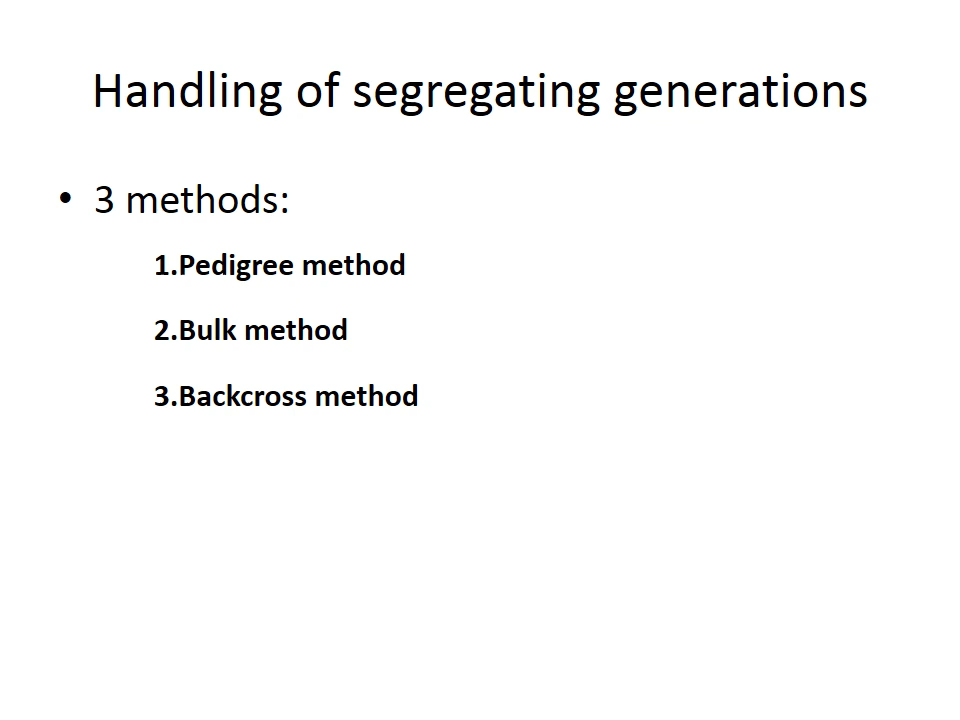 Handling of segregating generations
• 3 methods:
1.Pedigree method
2.Bulk method
3.Backcross method